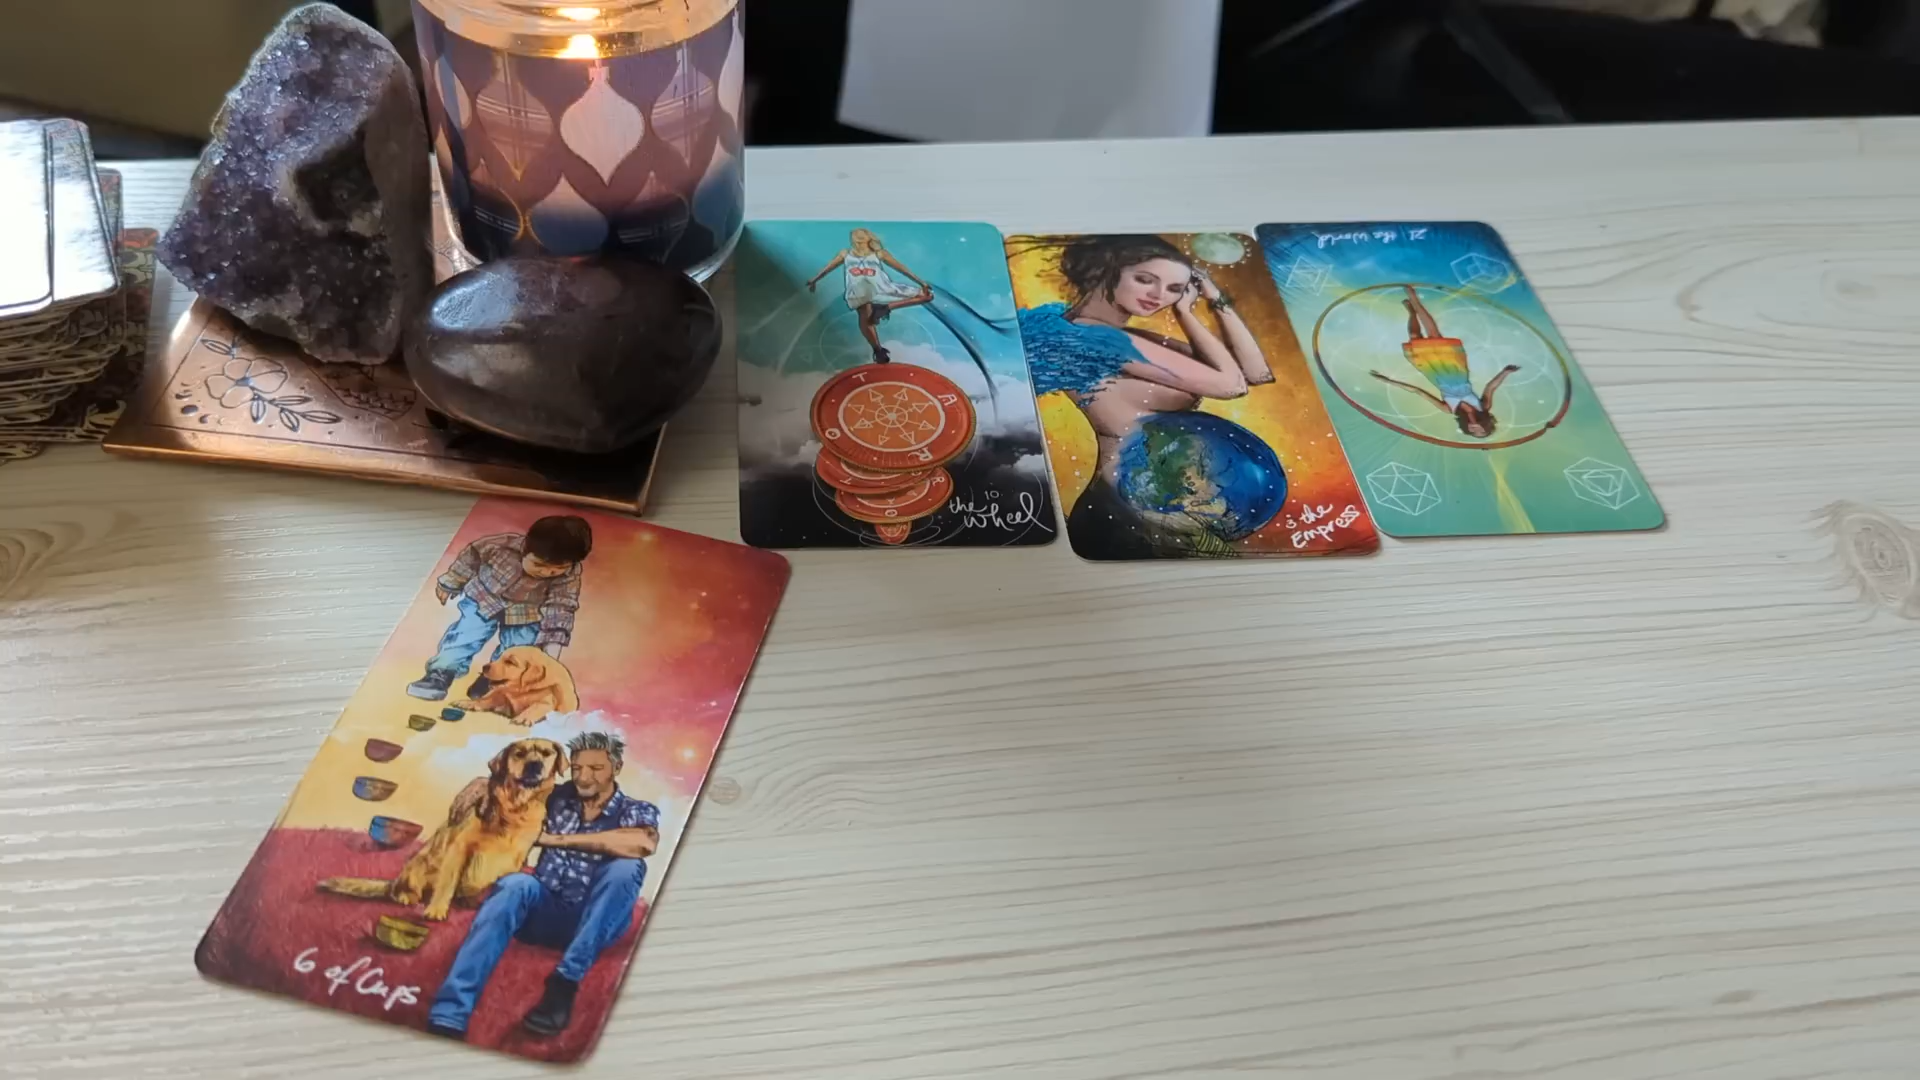 10
the
Wheel
T A R O
R
O
3 the
Empress
21 the World
6 of Cups